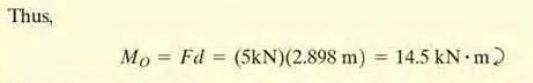 Thus,
M_O = Fd = (5kN)(2.898 m) = 14.5 kN·m⤸